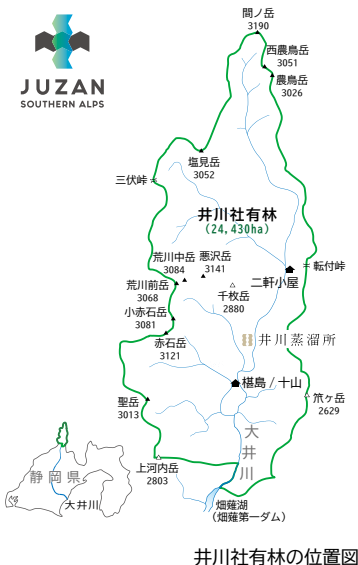 間ノ岳
3190
西農鳥岳
3051
農鳥岳
3026
JUZAN
SOUTHERN ALPS
塩見岳
3052
三伏峠
井川社有林
(24,430ha)
荒川中岳
3084
悪沢岳
3141
転付峠
二軒小屋
荒川前岳
3068
千枚岳
2880
小赤石岳
3081
赤石岳
3121
井川蒸溜所
椹島/十山
聖岳
3013
笊ヶ岳
2629
大井川
上河内岳
2803
静岡県
大井川
畑薙湖
(畑薙第一ダム)
井川社有林の位置図